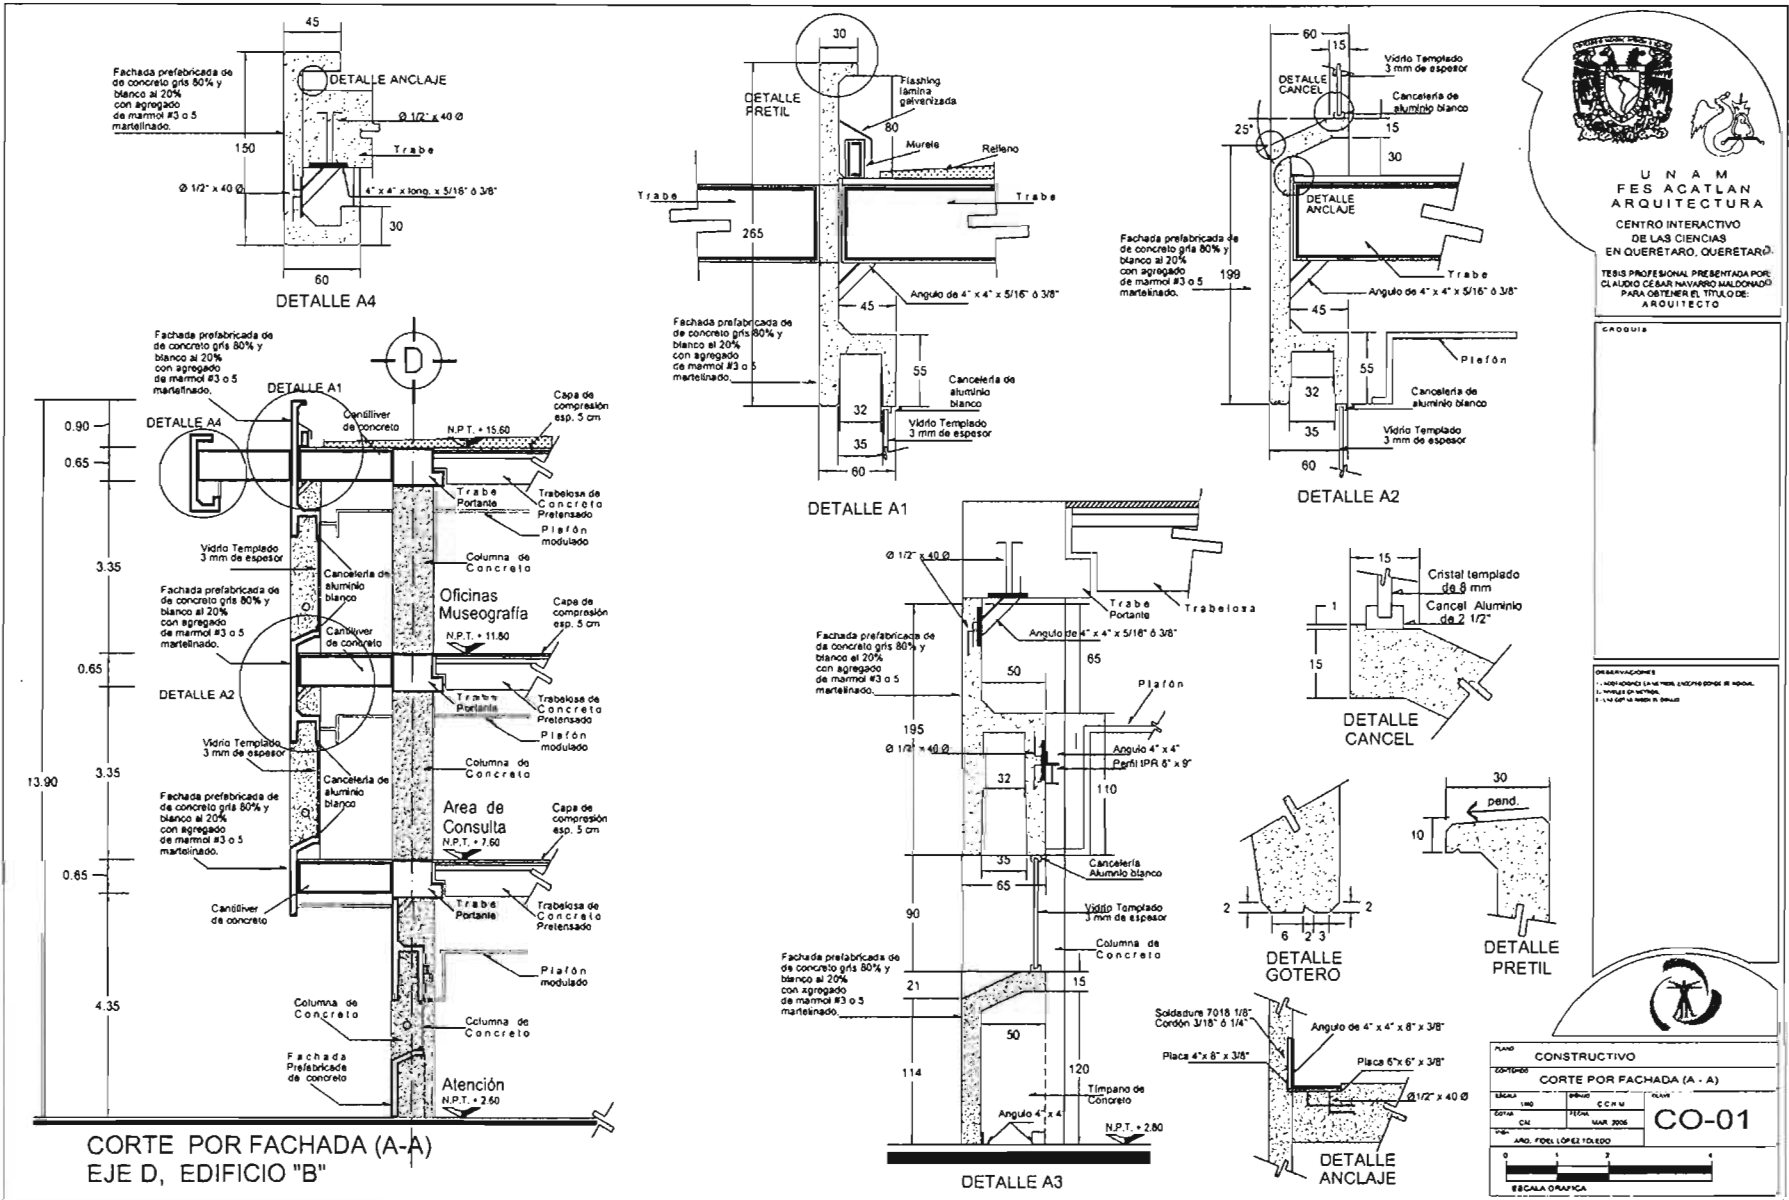 45
Fachada prefabricada de
de concreto gris 80% y
blanco al 20%
con agregado
de marmol #3 o 5
martelinado.
DETALLE ANCLAJE
Ø 1/2" x 40 Ø
Trabe
150
Ø 1/2" x 40 Ø
4" x 4" x long. x 5/16" ó 3/8"
30
60
DETALLE A4
30
DETALLE
PRETIL
Flashing
lámina
galvanizada
80
Murete
Relleno
Trabe
Trabe
265
Angulo de 4" x 4" x 5/16" ó 3/8"
45
Fachada prefabricada de
de concreto gris 80% y
blanco al 20%
con agregado
de marmol #3 o 5
martelinado.
55
Cancelería de
aluminio
blanco
32
Vidrio Templado
3 mm de espesor
35
60
DETALLE A1
60
15
Vidrio Templado
3 mm de espesor
DETALLE
CANCEL
Cancelería de
aluminio blanco
25°
15
30
DETALLE
ANCLAJE
Fachada prefabricada de
de concreto gris 80% y
blanco al 20%
con agregado
de marmol #3 o 5
martelinado.
199
Trabe
Angulo de 4" x 4" x 5/16" ó 3/8"
45
Plafón
55
32
Cancelería de
aluminio blanco
35
Vidrio Templado
3 mm de espesor
60
DETALLE A2
U N A M
FES ACATLAN
ARQUITECTURA
CENTRO INTERACTIVO
DE LAS CIENCIAS
EN QUERETARO, QUERETARO.
TESIS PROFESIONAL PRESENTADA POR:
CLAUDIO CÉSAR NAVARRO MALDONADO
PARA OBTENER EL TÍTULO DE:
ARQUITECTO
CROQUIS
OBSERVACIONES
Fachada prefabricada de
de concreto gris 80% y
blanco al 20%
con agregado
de marmol #3 o 5
martelinado.
D
DETALLE A1
DETALLE A4
Cantiliver
de concreto
Capa de
compresión
esp. 5 cm
N.P.T. + 15.60
0.90
0.65
Trabe
Portante
Trabelosa de
Concreto
Pretensado
Plafón
modulado
Vidrio Templado
3 mm de espesor
Columna de
Concreto
3.35
Cancelería de
aluminio
blanco
Fachada prefabricada de
de concreto gris 80% y
blanco al 20%
con agregado
de marmol #3 o 5
martelinado.
Oficinas
Museografía
N.P.T. + 11.80
Capa de
compresión
esp. 5 cm
Cantiliver
de concreto
0.65
DETALLE A2
Trabe
Portante
Trabelosa de
Concreto
Pretensado
Plafón
modulado
Vidrio Templado
3 mm de espesor
Columna de
Concreto
13.90
3.35
Cancelería de
aluminio
blanco
Fachada prefabricada de
de concreto gris 80% y
blanco al 20%
con agregado
de marmol #3 o 5
martelinado.
Area de
Consulta
N.P.T. + 7.60
Capa de
compresión
esp. 5 cm
0.65
Cantiliver
de concreto
Trabe
Portante
Trabelosa de
Concreto
Pretensado
Plafón
modulado
4.35
Columna de
Concreto
Columna de
Concreto
Fachada
Prefabricada
de concreto
Atención
N.P.T. + 2.60
CORTE POR FACHADA (A-A)
EJE D, EDIFICIO "B"
Ø 1/2" x 40 Ø
Trabe
Portante
Trabelosa
Fachada prefabricada de
de concreto gris 80% y
blanco al 20%
con agregado
de marmol #3 o 5
martelinado.
Angulo de 4" x 4" x 5/16" ó 3/8"
50
65
Plafón
195
Ø 1/2" x 40 Ø
Angulo 4" x 4"
Perfil IPR 6" x 9"
32
110
35
65
Cancelería
Alumnio blanco
90
Vidrio Templado
3 mm de espesor
Columna de
Concreto
Fachada prefabricada de
de concreto gris 80% y
blanco al 20%
con agregado
de marmol #3 o 5
martelinado.
21
15
50
114
120
Tímpano de
Concreto
Angulo 4" x 4"
N.P.T. + 2.80
DETALLE A3
15
Cristal templado
de 8 mm
Cancel Aluminio
de 2 1/2"
1
15
DETALLE
CANCEL
2
2
6
2
3
DETALLE
GOTERO
30
pend.
10
DETALLE
PRETIL
Soldadure 7018 1/8"
Cordón 3/16" ó 1/4"
Angulo de 4" x 4" x 8" x 3/8"
Placa 4"x 8" x 3/8"
Placa 6"x 6" x 3/8"
Ø1/2" x 40 Ø
DETALLE
ANCLAJE
PLANO
CONSTRUCTIVO
CONTENIDO
CORTE POR FACHADA (A - A)
ESCALA
DIBUJO
C.C.N.M
CLAVE
CO-01
COTAS
CM
FECHA
MAR. 2006
ARQ. FIDEL LÓPEZ TOLEDO
0
1
2
4
ESCALA GRAFICA